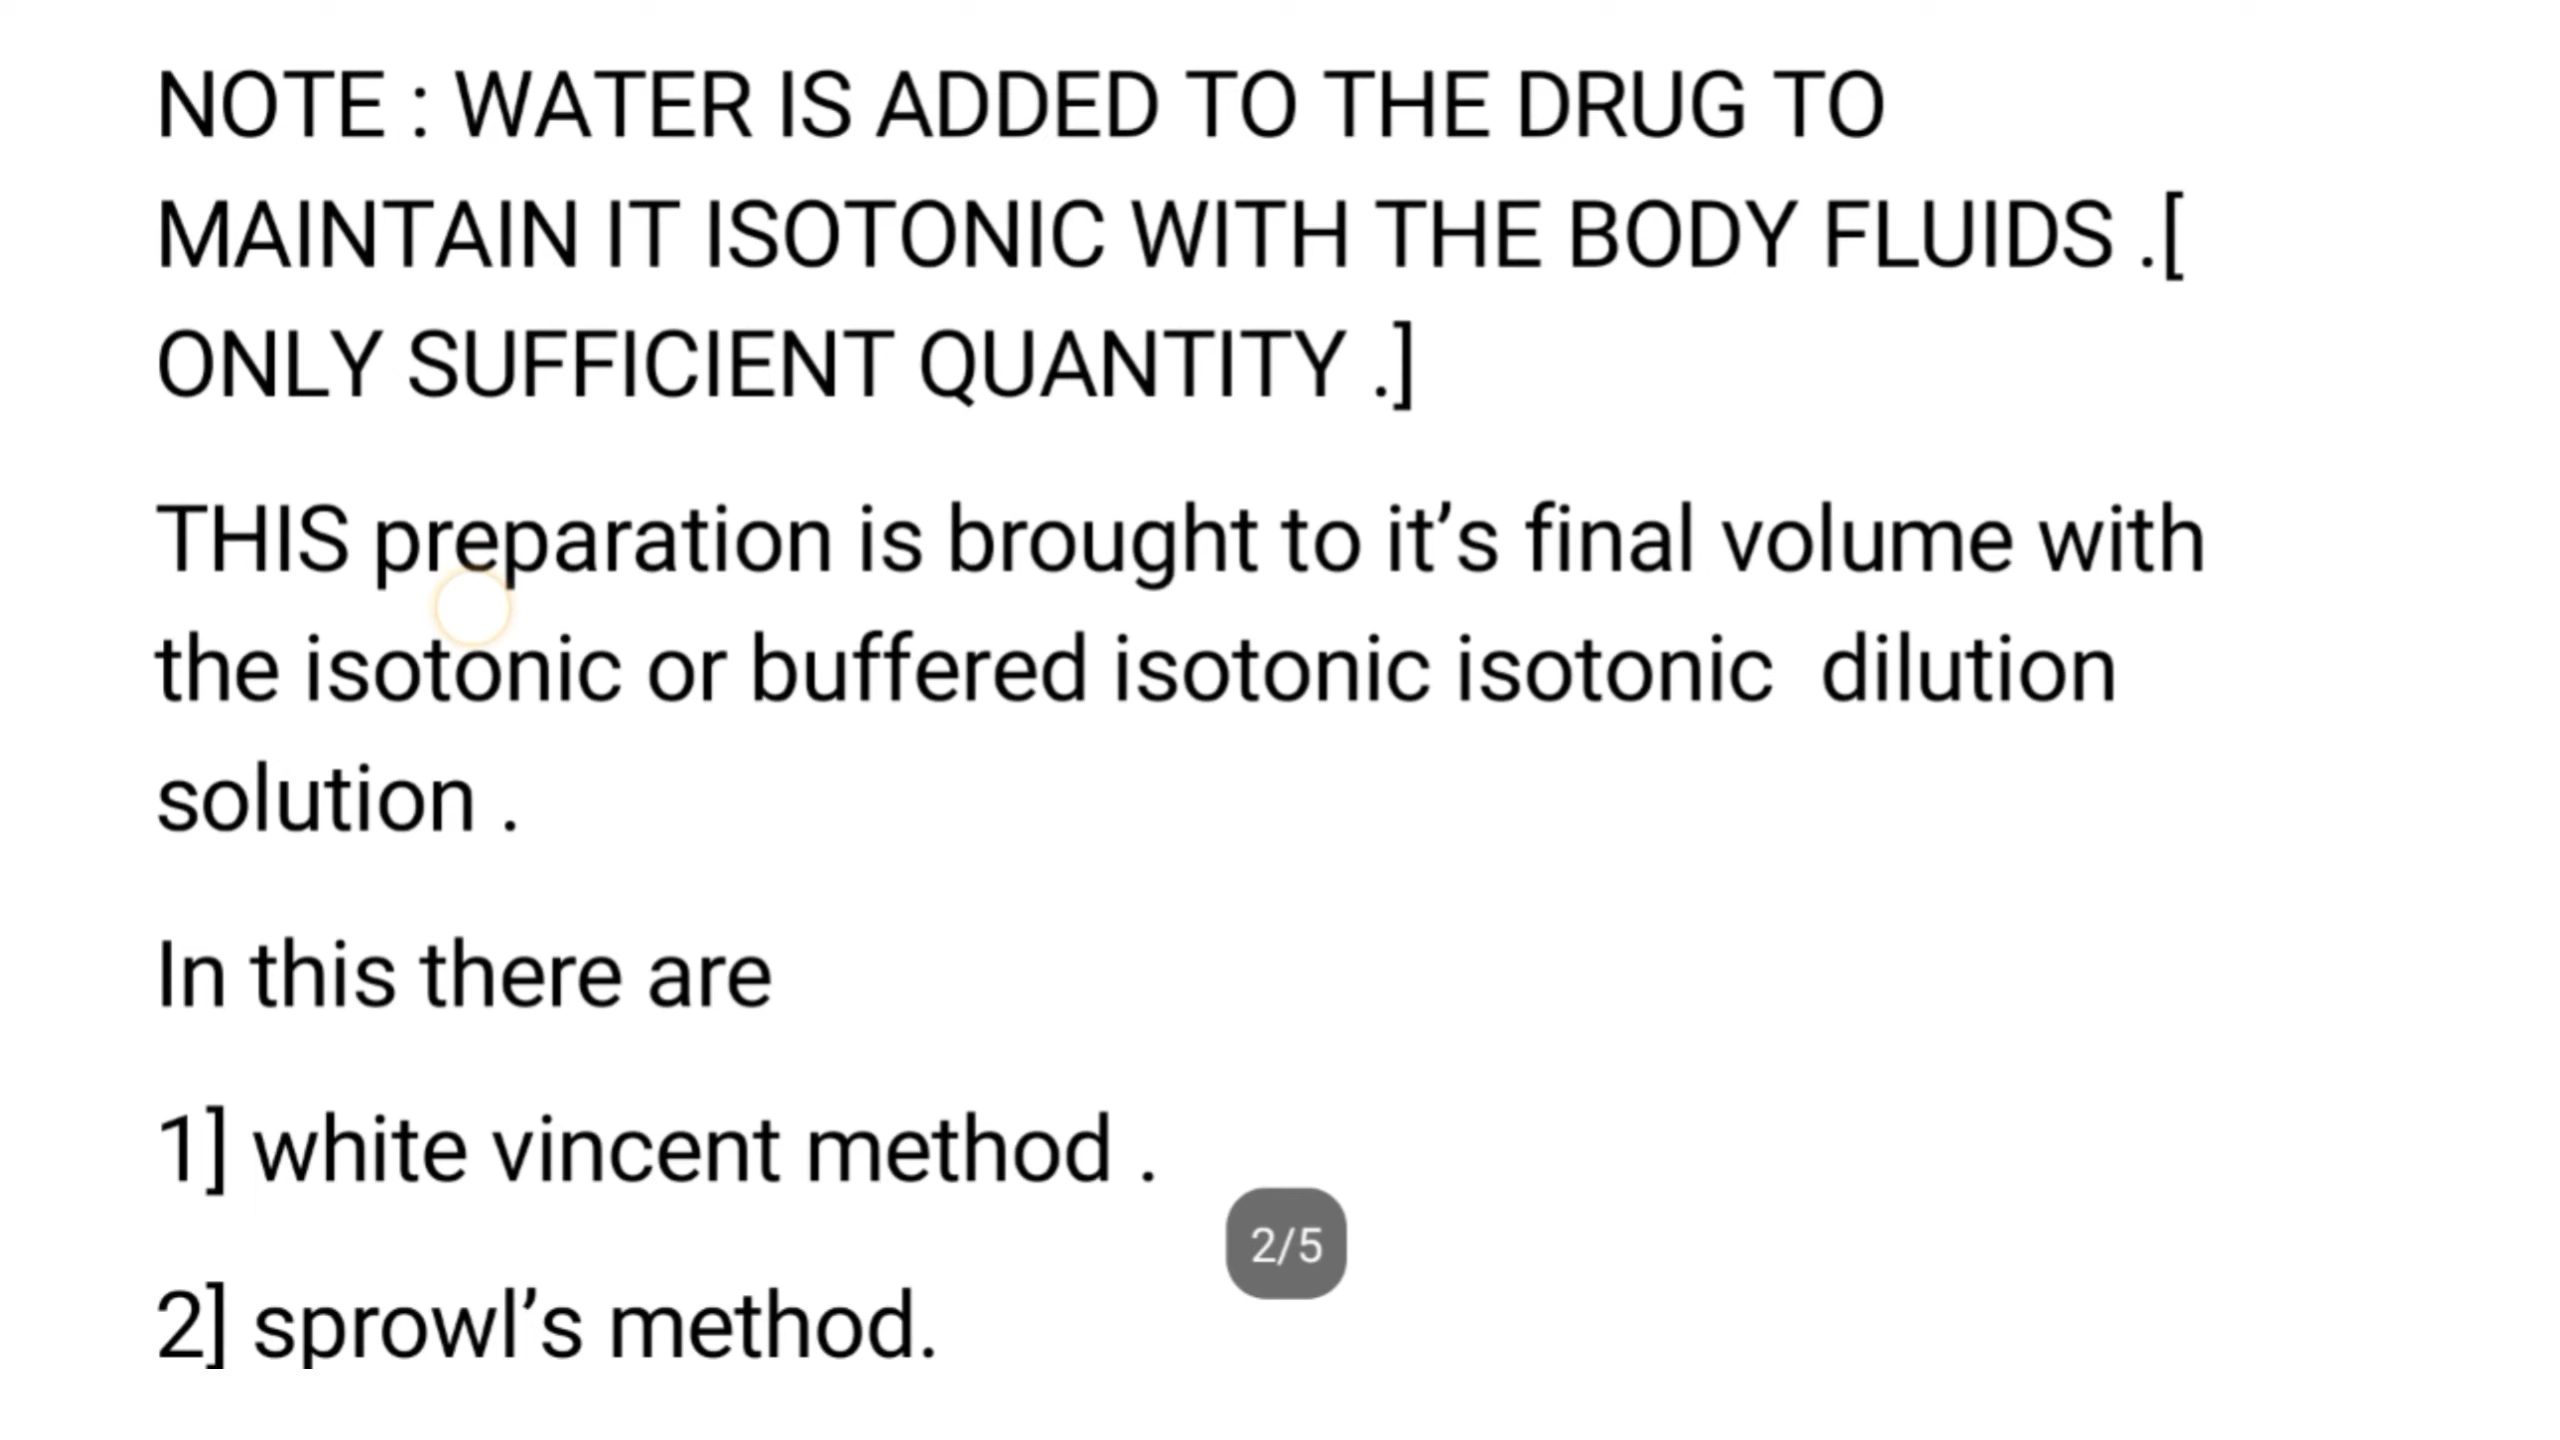 NOTE : WATER IS ADDED TO THE DRUG TO
MAINTAIN IT ISOTONIC WITH THE BODY FLUIDS .[
ONLY SUFFICIENT QUANTITY .]
THIS preparation is brought to it’s final volume with
the isotonic or buffered isotonic isotonic  dilution
solution .
In this there are
1] white vincent method .
2/5
2] sprowl’s method.